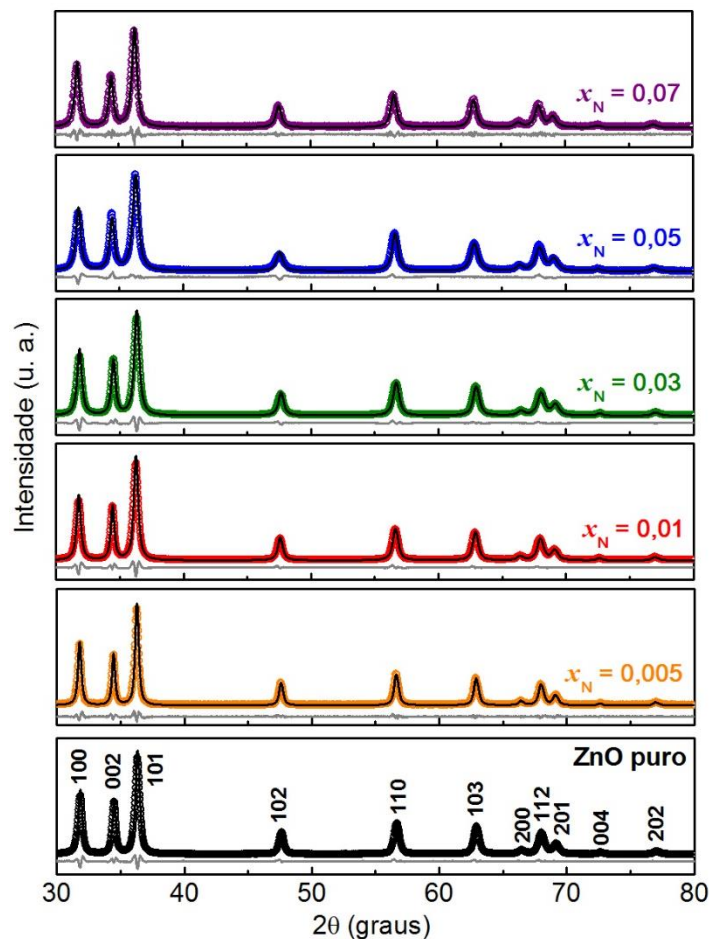 x_N = 0,07
x_N = 0,05
x_N = 0,03
x_N = 0,01
x_N = 0,005
ZnO puro
100
002
101
102
110
103
200
112
201
004
202
Intensidade (u. a.)
30 40 50 60 70 80
2θ (graus)